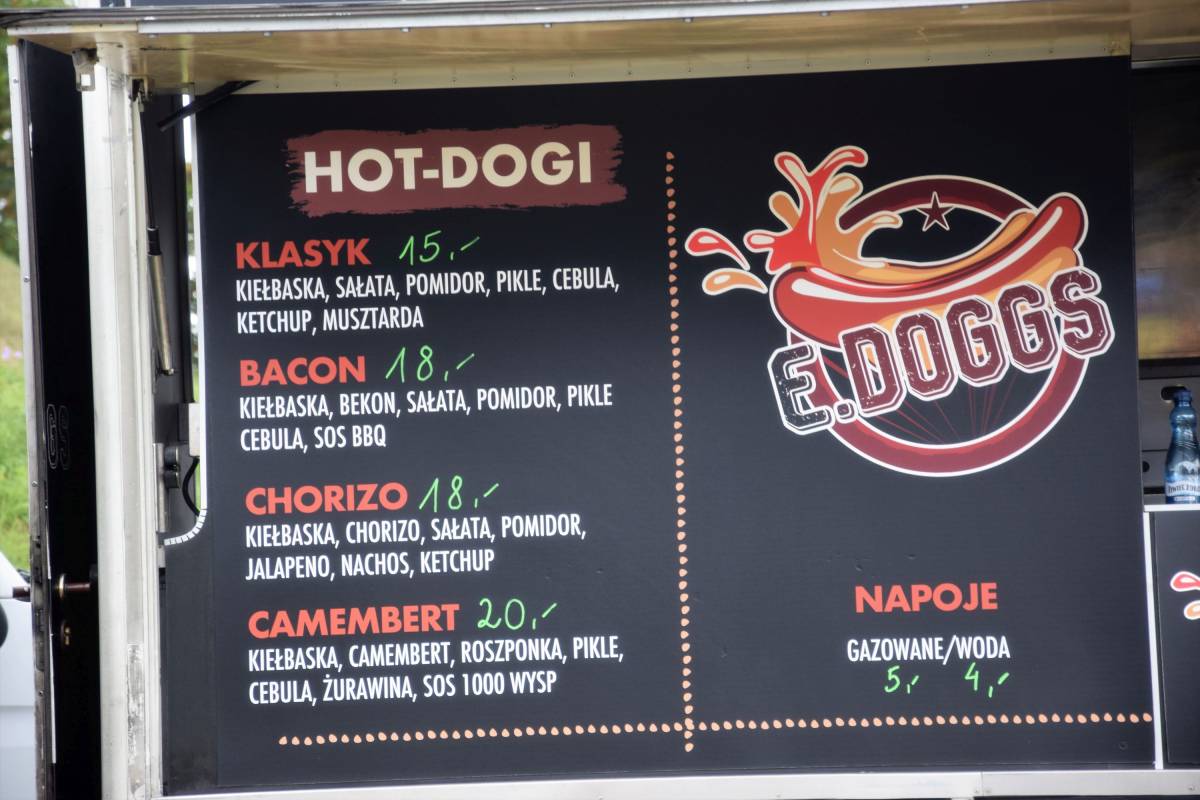 HOT-DOGI
KLASYK 15,-
KIEŁBASKA, SAŁATA, POMIDOR, PIKLE, CEBULA,
KETCHUP, MUSZTARDA
BACON 18,-
KIEŁBASKA, BEKON, SAŁATA, POMIDOR, PIKLE
CEBULA, SOS BBQ
CHORIZO 18,-
KIEŁBASKA, CHORIZO, SAŁATA, POMIDOR,
JALAPENO, NACHOS, KETCHUP
CAMEMBERT 20,-
KIEŁBASKA, CAMEMBERT, ROSZPONKA, PIKLE,
CEBULA, ŻURAWINA, SOS 1000 WYSP
E.DOGGS
NAPOJE
GAZOWANE/WODA
5,- 4,-